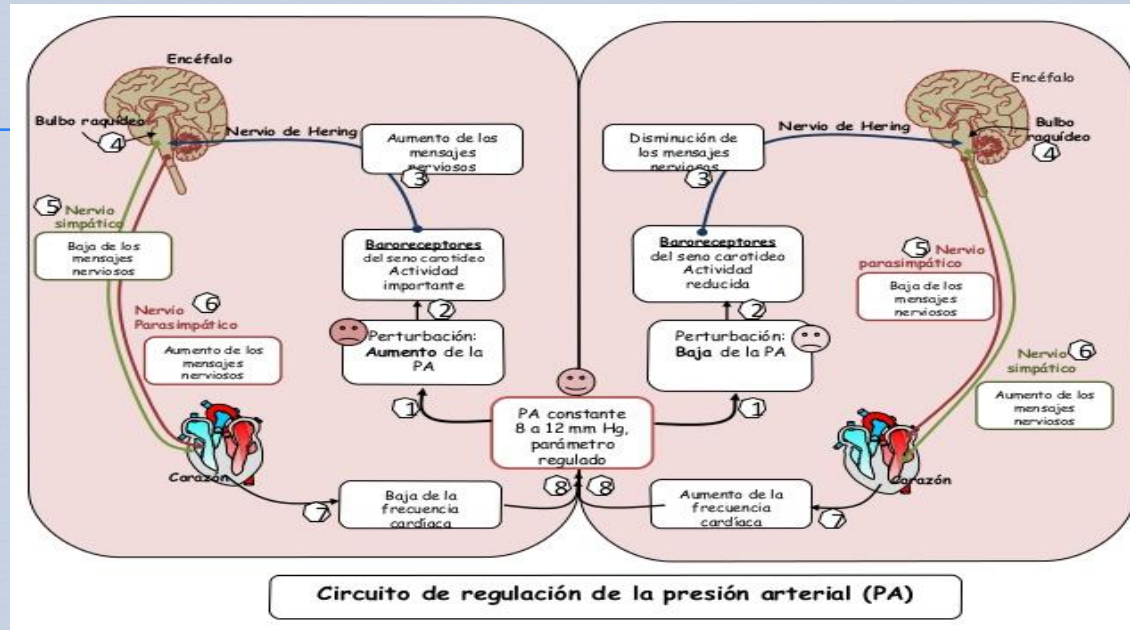 Encéfalo
Bulbo raquídeo
4
Nervio de Hering
Aumento de los
mensajes
nerviosos
3
5 Nervio
simpático
Baja de los
mensajes
nerviosos
Baroreceptores
del seno carotideo
Actividad
importante
2
Nervio 6
Parasimpático
Aumento de los
mensajes
nerviosos
Perturbación:
Aumento de la
PA
1
Corazón
7
Baja de la
frecuencia
cardíaca
8
PA constante
8 a 12 mm Hg,
parámetro
regulado
Encéfalo
Bulbo
raquídeo
4
Nervio de Hering
Disminución de
los mensajes
nerviosos
3
Baroreceptores
del seno carotideo
Actividad
reducida
2
5 Nervio
parasimpático
Baja de los
mensajes
nerviosos
Perturbación:
Baja de la PA
1
Nervio 6
simpático
Aumento de los
mensajes
nerviosos
Corazón
7
Aumento de la
frecuencia
cardíaca
8
Circuito de regulación de la presión arterial (PA)